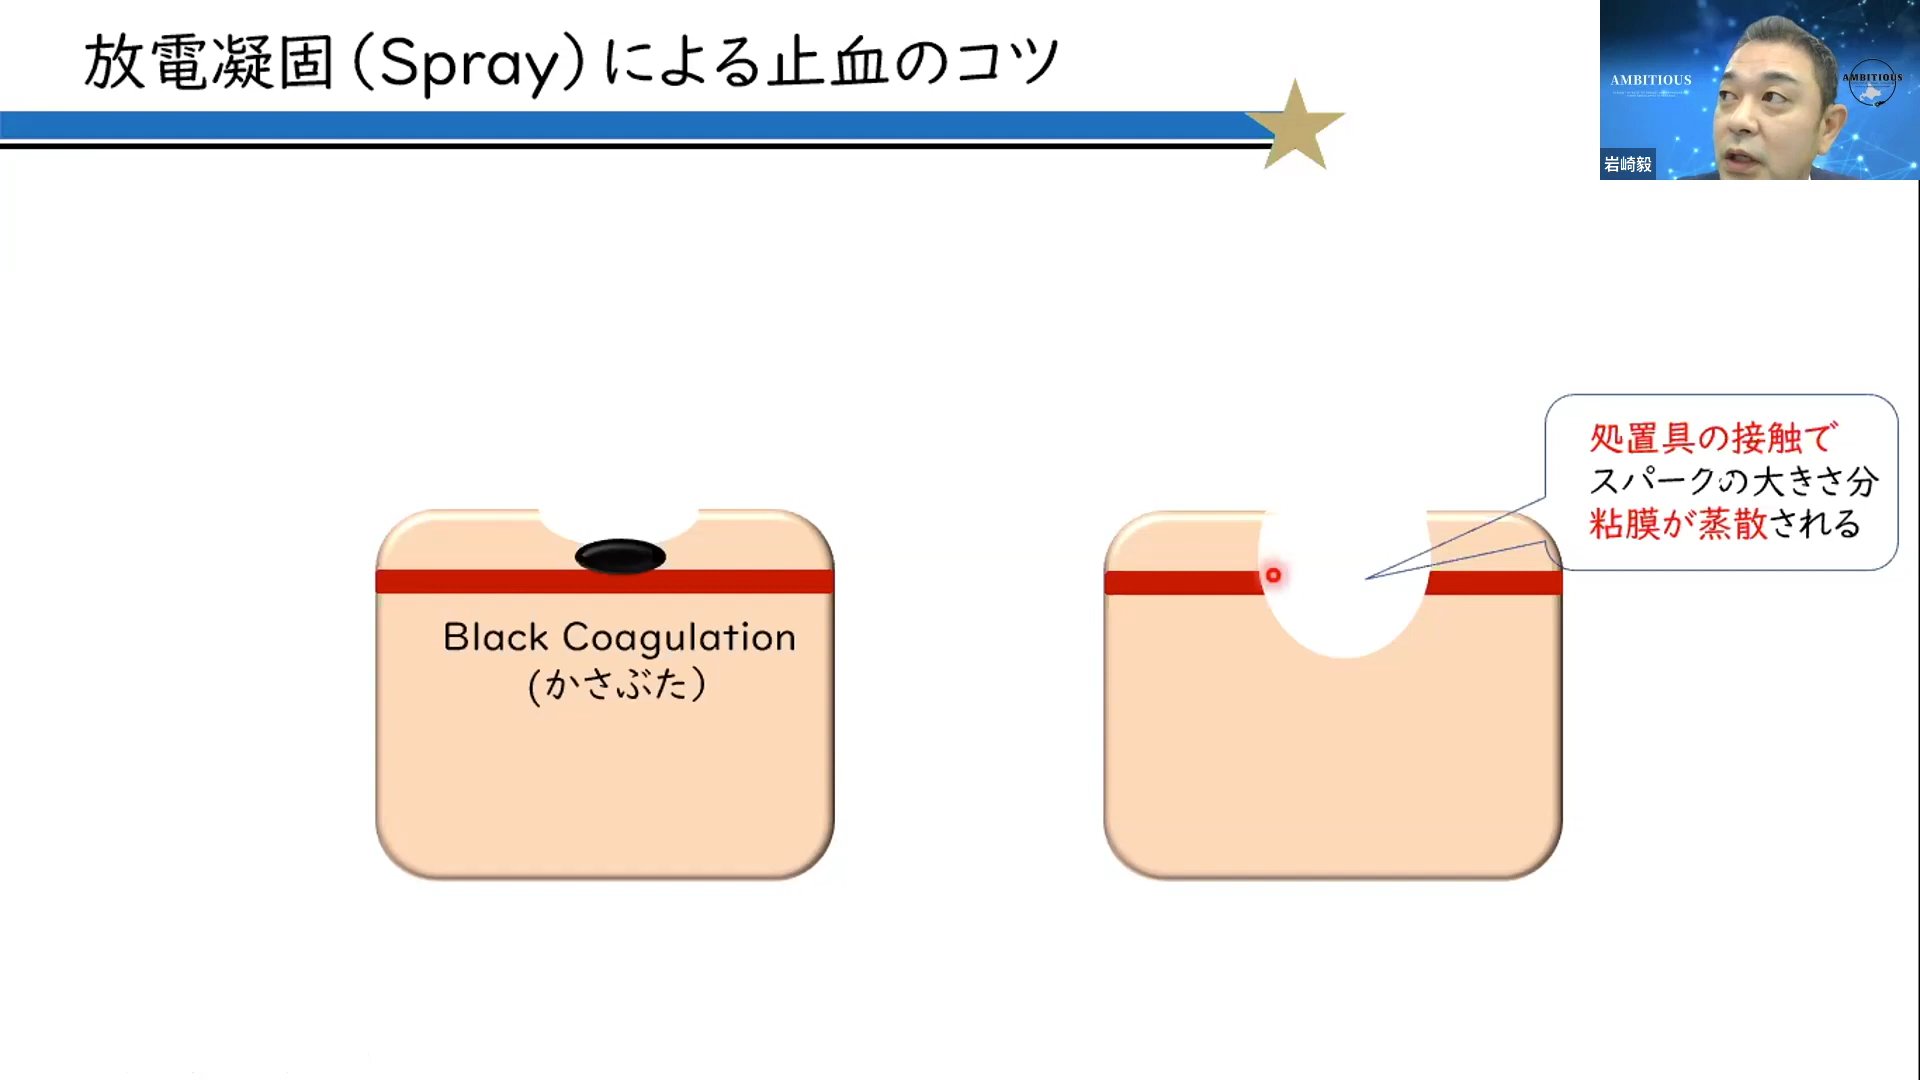 放電凝固(Spray)による止血のコツ
AMBITIOUS
AMBITIOUS
岩崎毅
処置具の接触で
スパークの大きさ分
粘膜が蒸散される
Black Coagulation
(かさぶた)